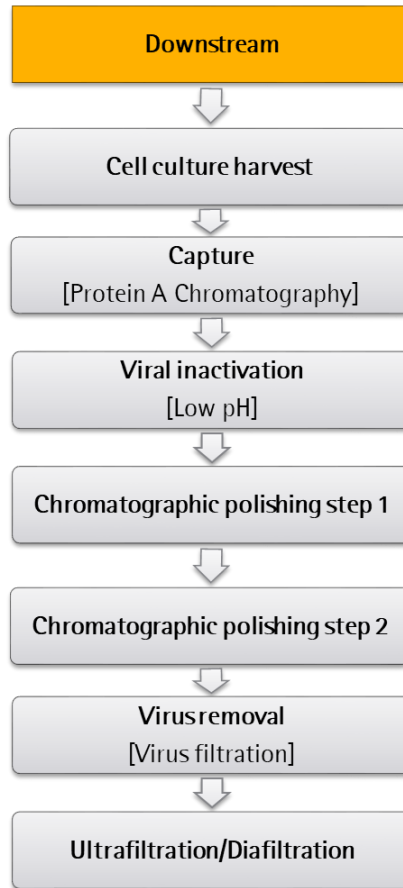 Downstream
Cell culture harvest
Capture
[Protein A Chromatography]
Viral inactivation
[Low pH]
Chromatographic polishing step 1
Chromatographic polishing step 2
Virus removal
[Virus filtration]
Ultrafiltration/Diafiltration